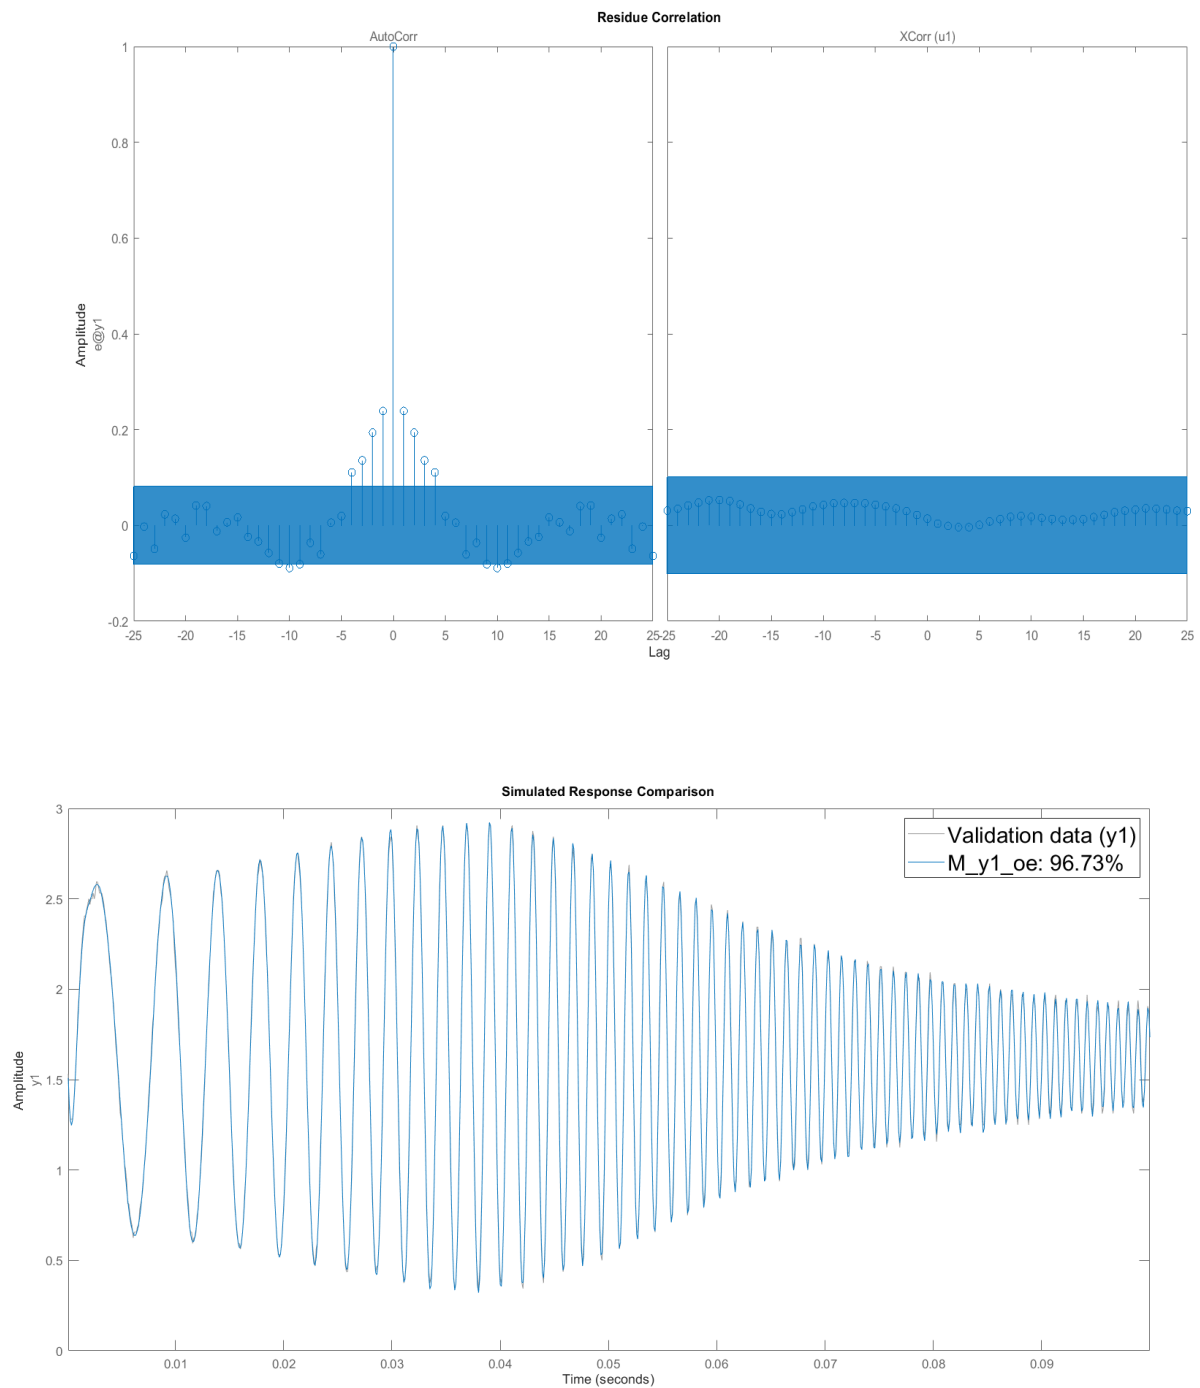 Residue Correlation
AutoCorr
XCorr (u1)
Amplitude
e@y1
1
0.8
0.6
0.4
0.2
0
-0.2
-25 -20 -15 -10 -5 0 5 10 15 20 25
-25 -20 -15 -10 -5 0 5 10 15 20 25
Lag
Simulated Response Comparison
Validation data (y1)
M_y1_oe: 96.73%
Amplitude
y1
3
2.5
2
1.5
1
0.5
0
0.01 0.02 0.03 0.04 0.05 0.06 0.07 0.08 0.09
Time (seconds)